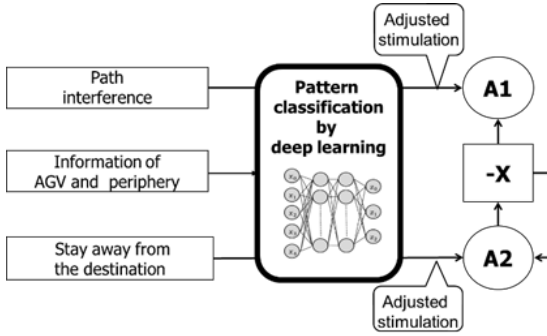 Path
interference
Information of
AGV and periphery
Stay away from
the destination
Pattern
classification
by
deep learning
Adjusted
stimulation
A1
-X
A2
Adjusted
stimulation